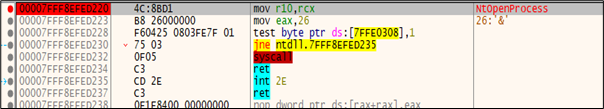 00007FFF8EFED220 4C:8BD1 mov r10,rcx NtOpenProcess
00007FFF8EFED223 B8 26000000 mov eax,26 26:'&'
00007FFF8EFED228 F60425 0803FE7F 01 test byte ptr ds:[7FFE0308],1
00007FFF8EFED230 75 03 jne ntdll.7FFF8EFED235
00007FFF8EFED232 0F05 syscall
00007FFF8EFED234 C3 ret
00007FFF8EFED235 CD 2E int 2E
00007FFF8EFED237 C3 ret
00007FFF8EFED238 0F1F8400 00000000 nop dword ptr ds:[rax+rax],eax